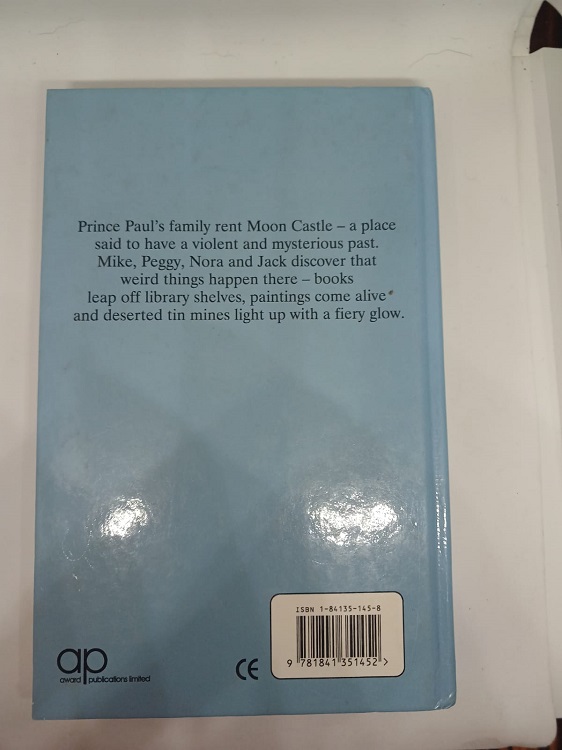 Prince Paul's family rent Moon Castle – a place
said to have a violent and mysterious past.
Mike, Peggy, Nora and Jack discover that
weird things happen there – books
leap off library shelves, paintings come alive
and deserted tin mines light up with a fiery glow.
ISBN 1-84135-145-8
9 781841 351452 >
ap
award publications limited
CE